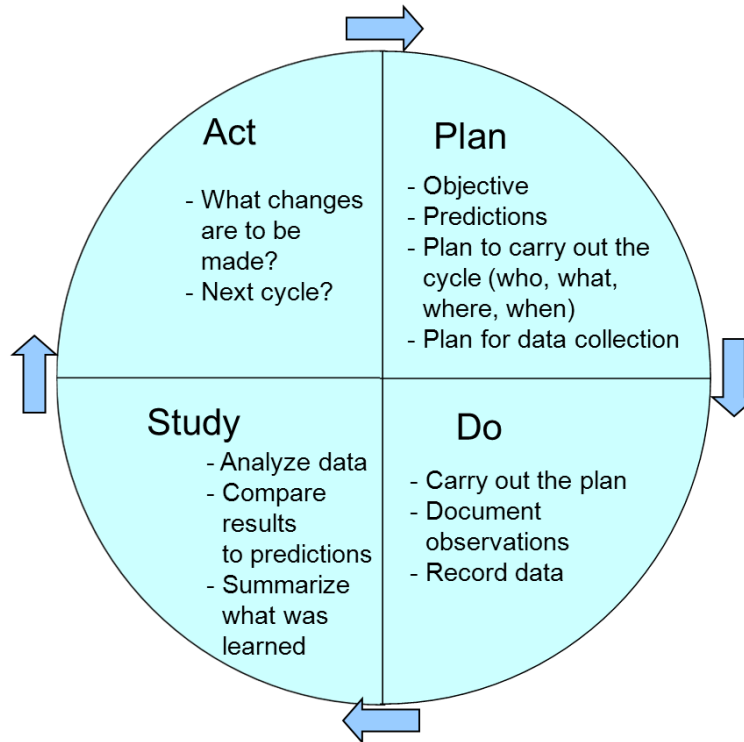 Act
- What changes
are to be
made?
- Next cycle?
Plan
- Objective
- Predictions
- Plan to carry out the
cycle (who, what,
where, when)
- Plan for data collection
Study
- Analyze data
- Compare
results
to predictions
- Summarize
what was
learned
Do
- Carry out the plan
- Document
observations
- Record data